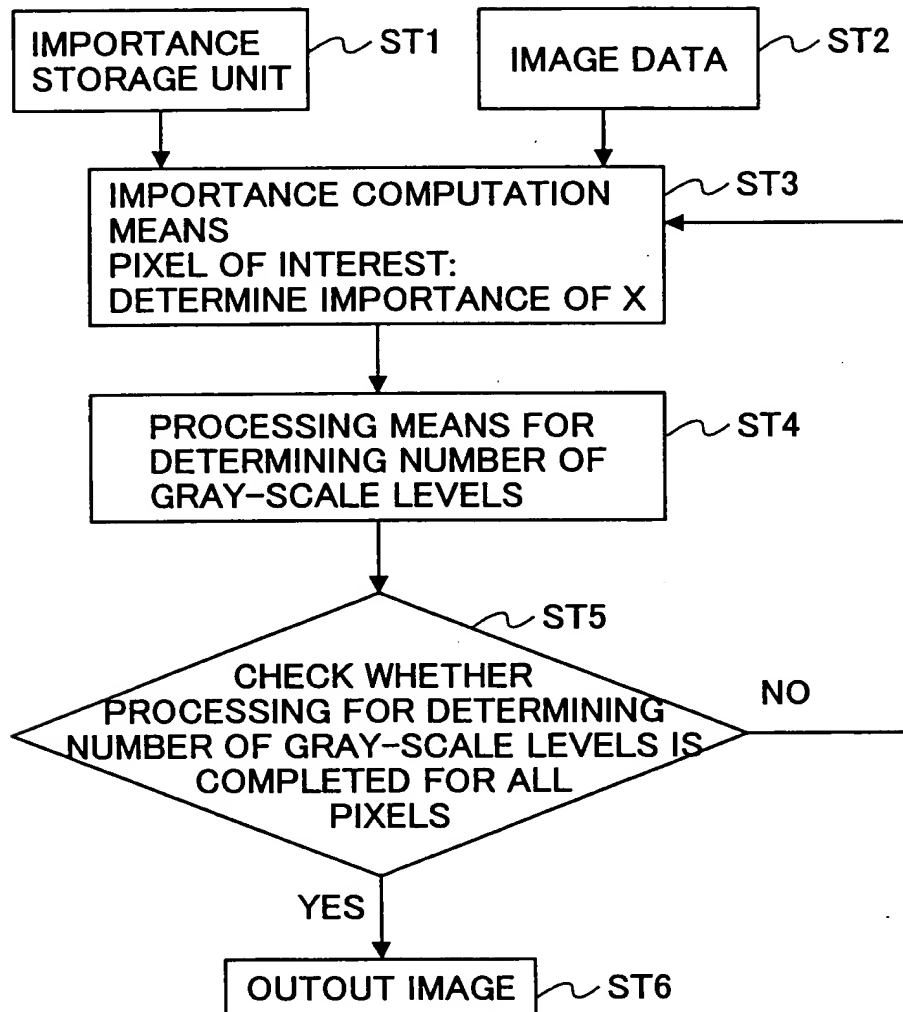 IMPORTANCE
STORAGE UNIT
ST1
IMAGE DATA
ST2
IMPORTANCE COMPUTATION
MEANS
PIXEL OF INTEREST:
DETERMINE IMPORTANCE OF X
ST3
PROCESSING MEANS FOR
DETERMINING NUMBER OF
GRAY-SCALE LEVELS
ST4
ST5
CHECK WHETHER
PROCESSING FOR DETERMINING
NUMBER OF GRAY-SCALE LEVELS IS
COMPLETED FOR ALL
PIXELS
NO
YES
OUTOUT IMAGE
ST6